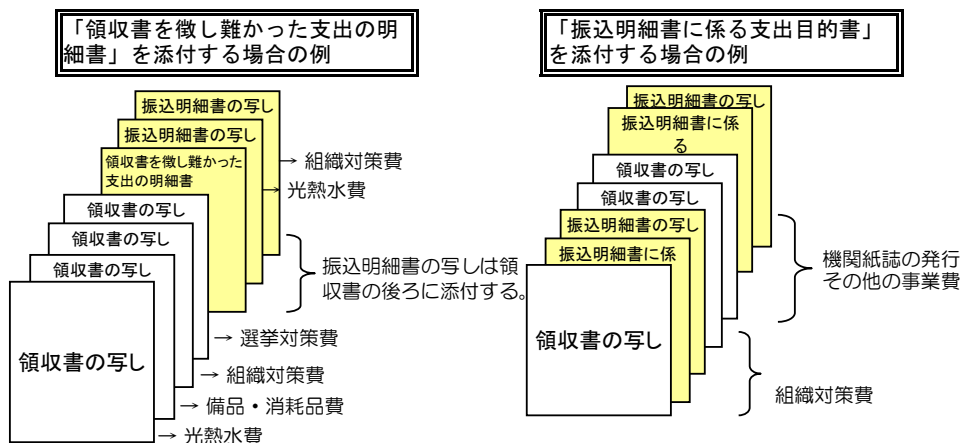 「領収書を徴し難かった支出の明
細書」を添付する場合の例
振込明細書の写し
振込明細書の写し
領収書を徴し難かった
支出の明細書
領収書の写し
領収書の写し
領収書の写し
領収書の写し
→ 組織対策費
→ 光熱水費
振込明細書の写しは領
収書の後ろに添付する。
→ 選挙対策費
→ 組織対策費
→ 備品・消耗品費
→ 光熱水費
「振込明細書に係る支出目的書」
を添付する場合の例
振込明細書の写し
振込明細書に係
る
領収書の写し
領収書の写し
振込明細書の写し
振込明細書に係
領収書の写し
機関紙誌の発行
その他の事業費
組織対策費